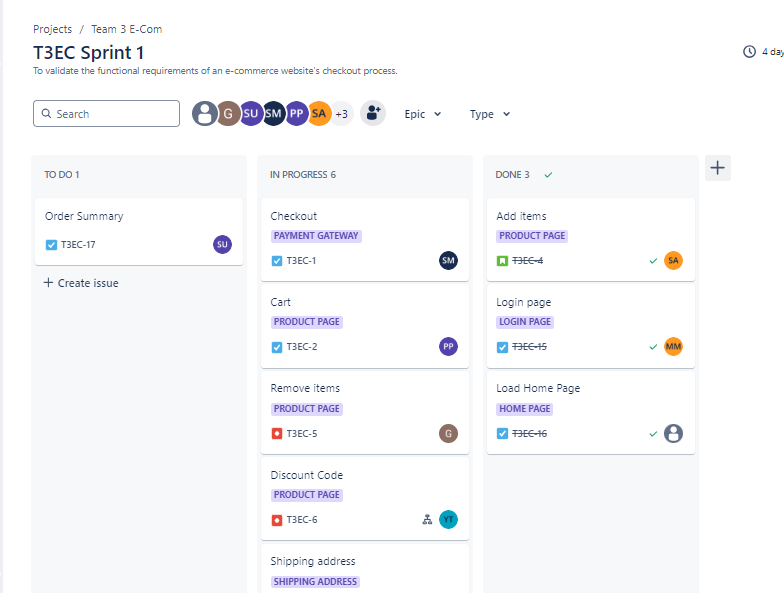 Projects / Team 3 E-Com
T3EC Sprint 1
4 day
To validate the functional requirements of an e-commerce website's checkout process.
Search
G SU SM PP SA +3
Epic
Type
TO DO 1
Order Summary
T3EC-17
SU
+ Create issue
IN PROGRESS 6
Checkout
PAYMENT GATEWAY
T3EC-1
SM
Cart
PRODUCT PAGE
T3EC-2
PP
Remove items
PRODUCT PAGE
T3EC-5
G
Discount Code
PRODUCT PAGE
T3EC-6
YT
Shipping address
SHIPPING ADDRESS
DONE 3
Add items
PRODUCT PAGE
T3EC-4
SA
Login page
LOGIN PAGE
T3EC-15
MM
Load Home Page
HOME PAGE
T3EC-16